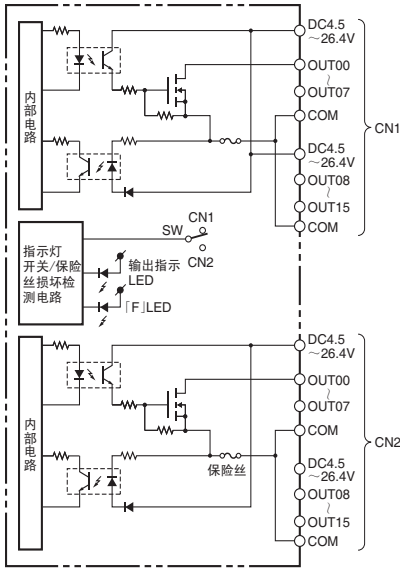 内部电路
DC4.5
～26.4V
OUT00
～
OUT07
COM
DC4.5
～26.4V
OUT08
～
OUT15
COM
CN1
指示灯
开关/保险
丝损坏检
测电路
SW
CN1
CN2
输出指示
LED
「F」LED
内部电路
保险丝
DC4.5
～26.4V
OUT00
～
OUT07
COM
DC4.5
～26.4V
OUT08
～
OUT15
COM
CN2